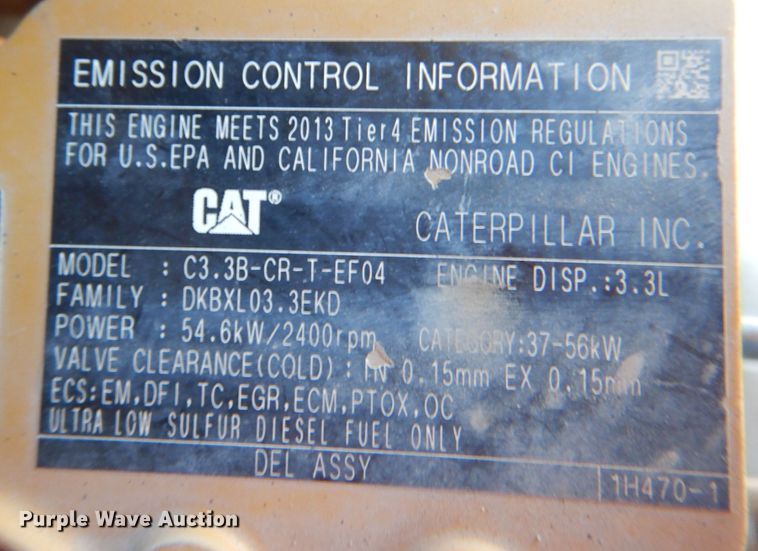 EMISSION CONTROL INFORMATION
THIS ENGINE MEETS 2013 Tier4 EMISSION REGULATIONS
FOR U.S.EPA AND CALIFORNIA NONROAD CI ENGINES.
CAT® CATERPILLAR INC.
MODEL : C3.3B-CR-T-EF04 ENGINE DISP.:3.3L
FAMILY : DKBXL03.3EKD
POWER : 54.6kW/2400rpm CATEGORY:37-56kW
VALVE CLEARANCE(COLD) : IN 0.15mm EX 0.15mm
ECS:EM,DFI,TC,EGR,ECM,PTOX,OC
ULTRA LOW SULFUR DIESEL FUEL ONLY
DEL ASSY
1H470-1
Purple Wave Auction